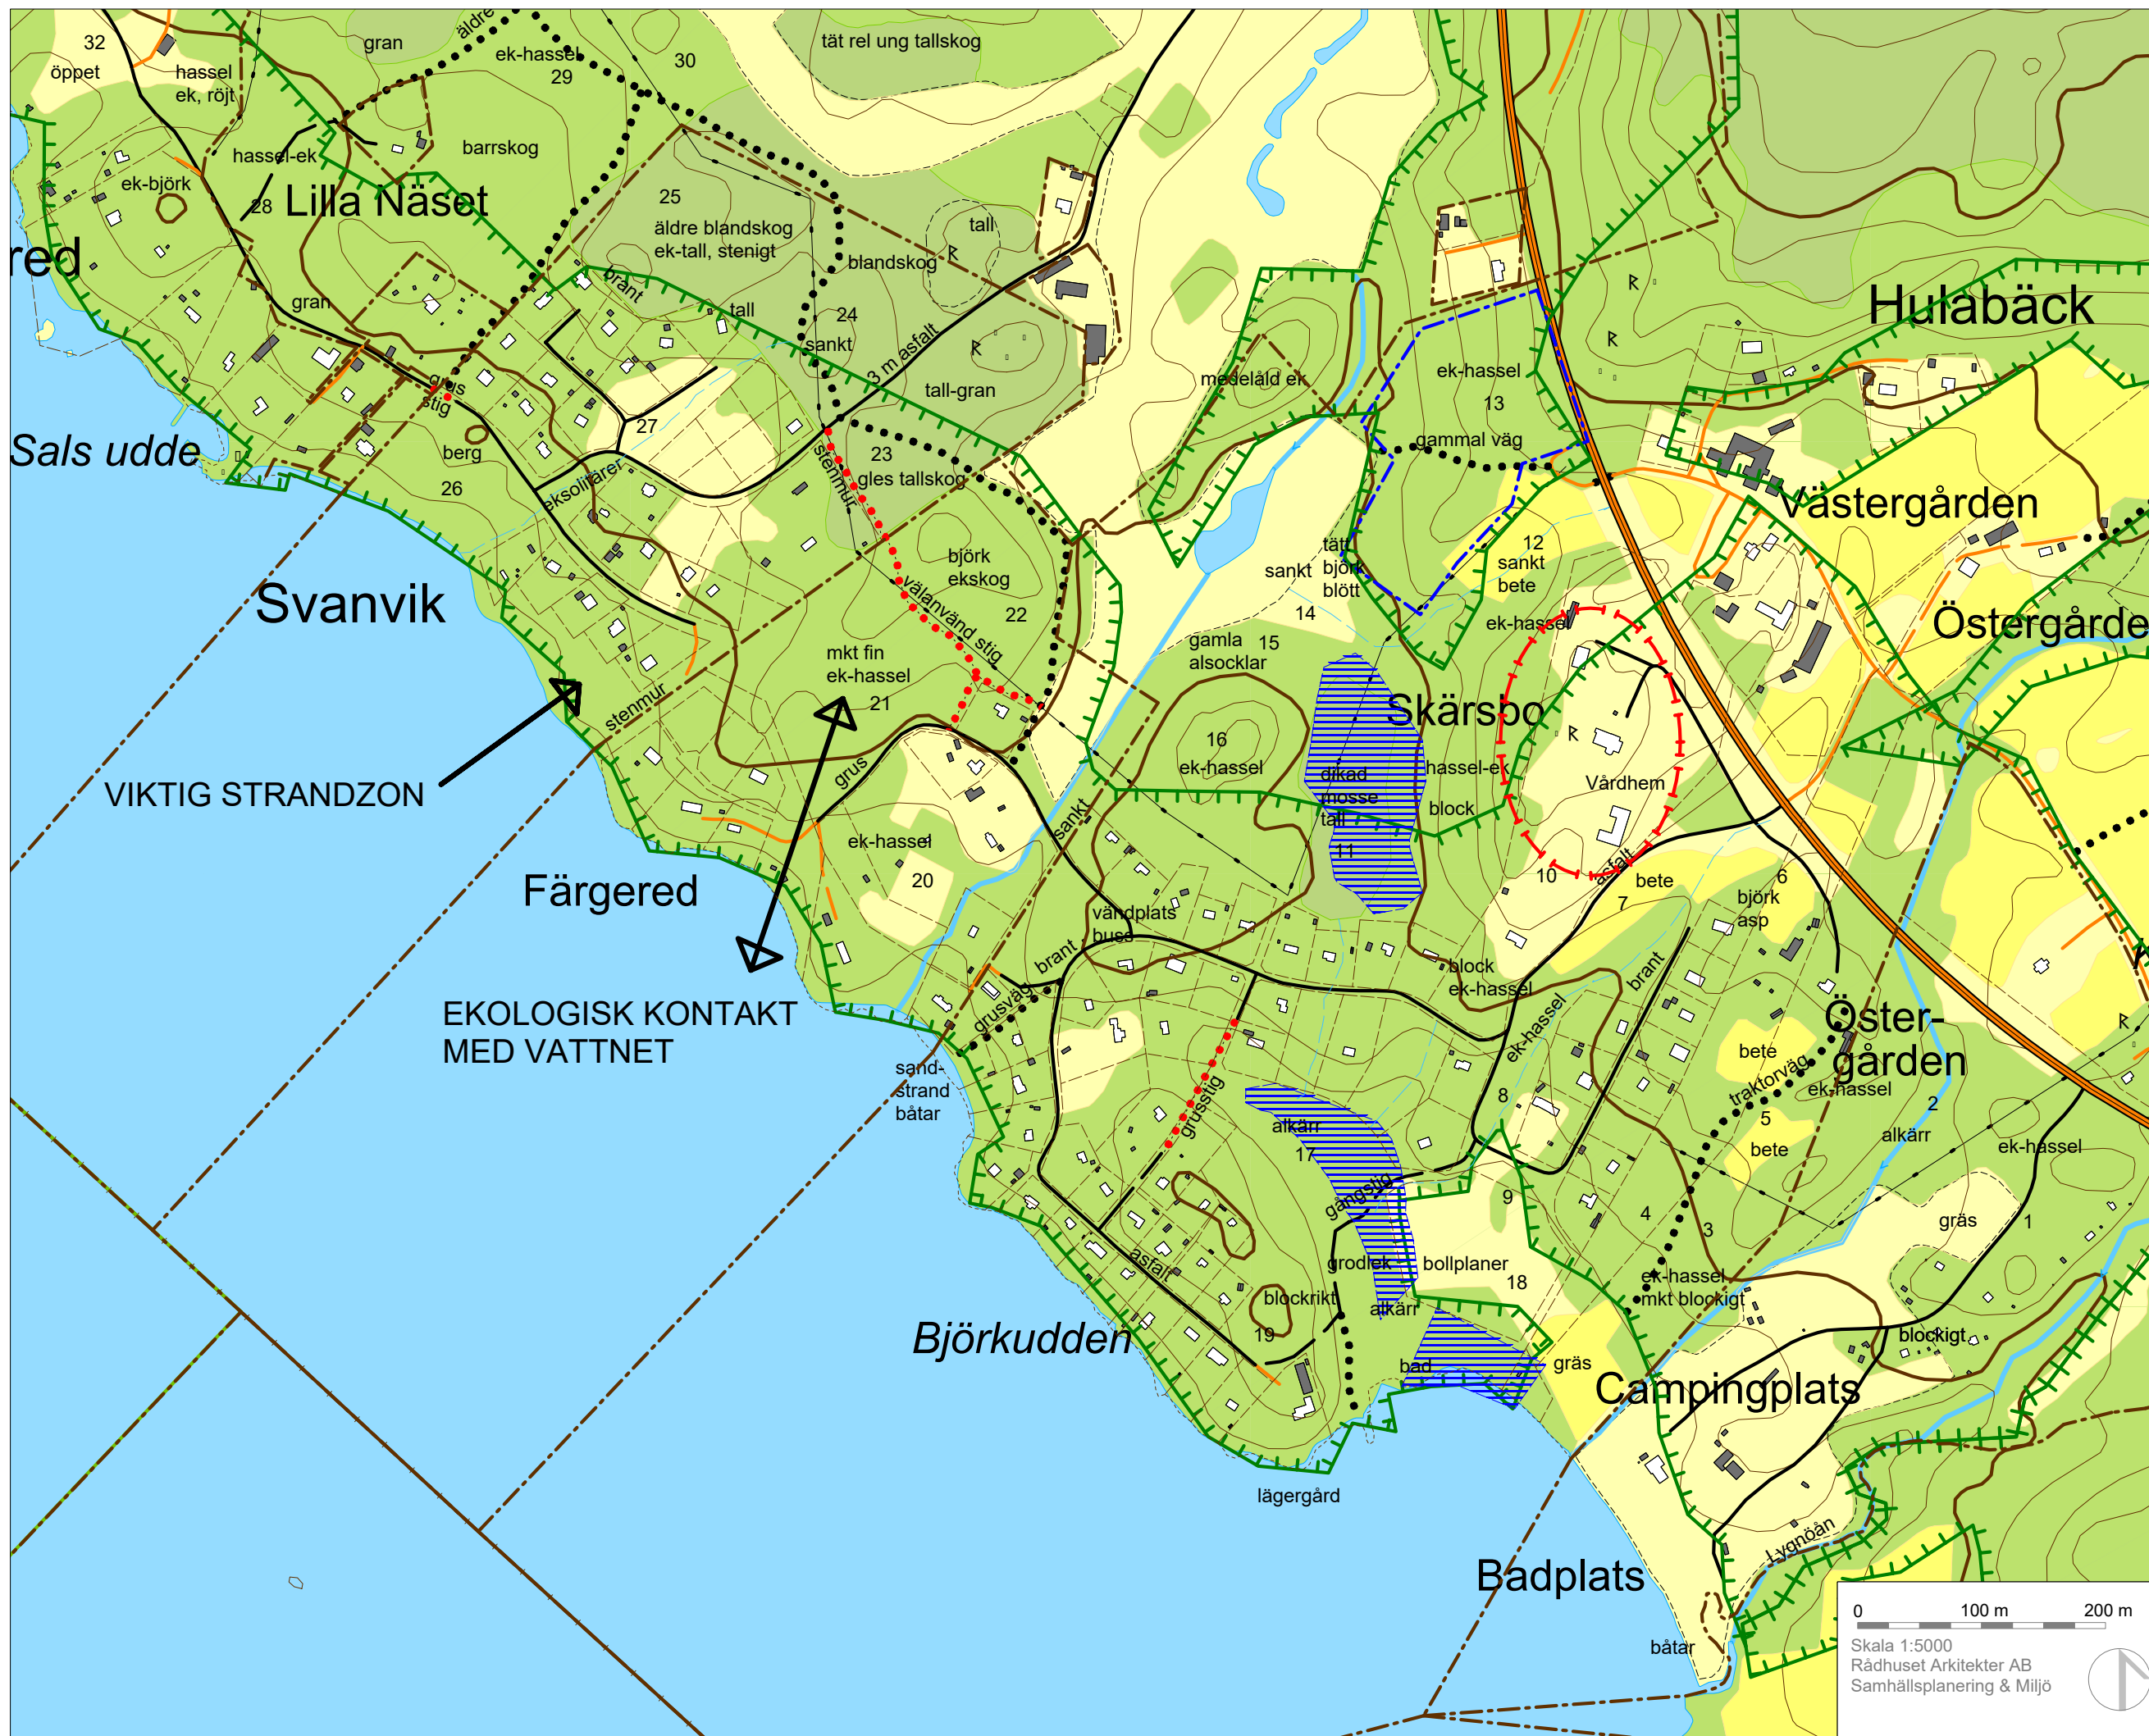 32
öppet
hassel
ek, röjt
gran
äldre
ek-hassel
29
30
tät rel ung tallskog
hassel-ek
barrskog
ek-björk
28
Lilla Näset
25
äldre blandskog
ek-tall, stenigt
tall
blandskog
R
red
brant
gran
tall
24
sankt
3 m asfalt
R
tall-gran
medelåld ek
ek-hassel
13
R
R
Hulabäck
grus
stig
27
gammal väg
Sals udde
berg
26
eksolitärer
stenmur
23
gles tallskog
Västergården
12
sankt
bete
tätt
björk
blött
sankt
14
björk
ekskog
22
välanvänd stig
Svanvik
ek-hassel
Östergårde
gamla
alsocklar
15
mkt fin
ek-hassel
21
stenmur
Skärsbo
R
16
ek-hassel
dikad
mosse
tall
11
hassel-ek
block
Vårdhem
VIKTIG STRANDZON
grus
sankt
ek-hassel
20
Färgered
10
asfalt
bete
7
6
björk
asp
vändplats
buss
brant
grusväg
block
ek-hassel
brant
EKOLOGISK KONTAKT
MED VATTNET
ek-hassel
Öster-
gården
R
sand-
strand
båtar
bete
traktorväg
ek-hassel
5
bete
8
2
alkärr
ek-hassel
grusstig
alkärr
17
gångstig
9
4
3
gräs
1
asfalt
grodlek
bollplaner
18
ek-hassel
mkt blockigt
blockrikt
alkärr
19
blockigt
Björkudden
bad
gräs
Campingplats
lägergård
Lygnöån
Badplats
båtar
0 100 m 200 m
Skala 1:5000
Rådhuset Arkitekter AB
Samhällsplanering & Miljö